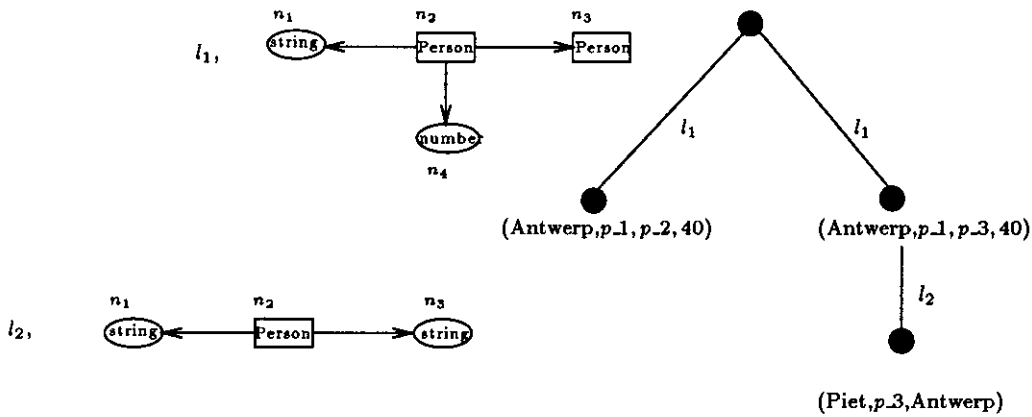 n₁ n₂ n₃
l₁, string Person Person
number
n₄
l₁ l₁
(Antwerp,p_1,p_2,40) (Antwerp,p_1,p_3,40)
n₁ n₂ n₃
l₂
l₂, string Person string
(Piet,p_3,Antwerp)